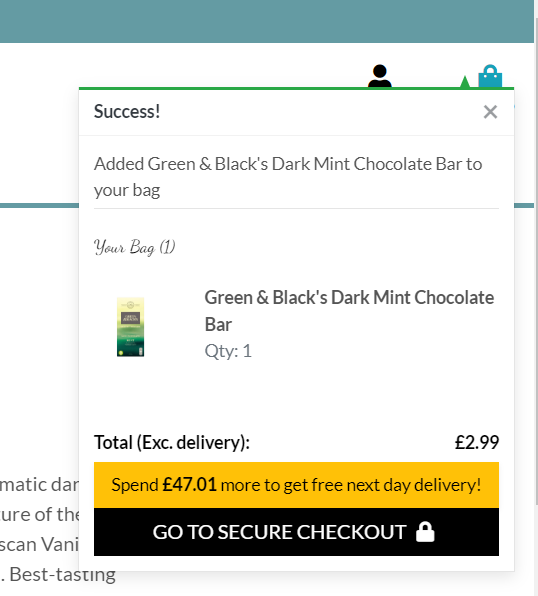 Success!
×
Added Green & Black's Dark Mint Chocolate Bar to
your bag
Your Bag (1)
Green & Black's Dark Mint Chocolate
Bar
Qty: 1
Total (Exc. delivery): £2.99
Spend £47.01 more to get free next day delivery!
GO TO SECURE CHECKOUT
matic dar
ture of the
scan Vani
. Best-tasting